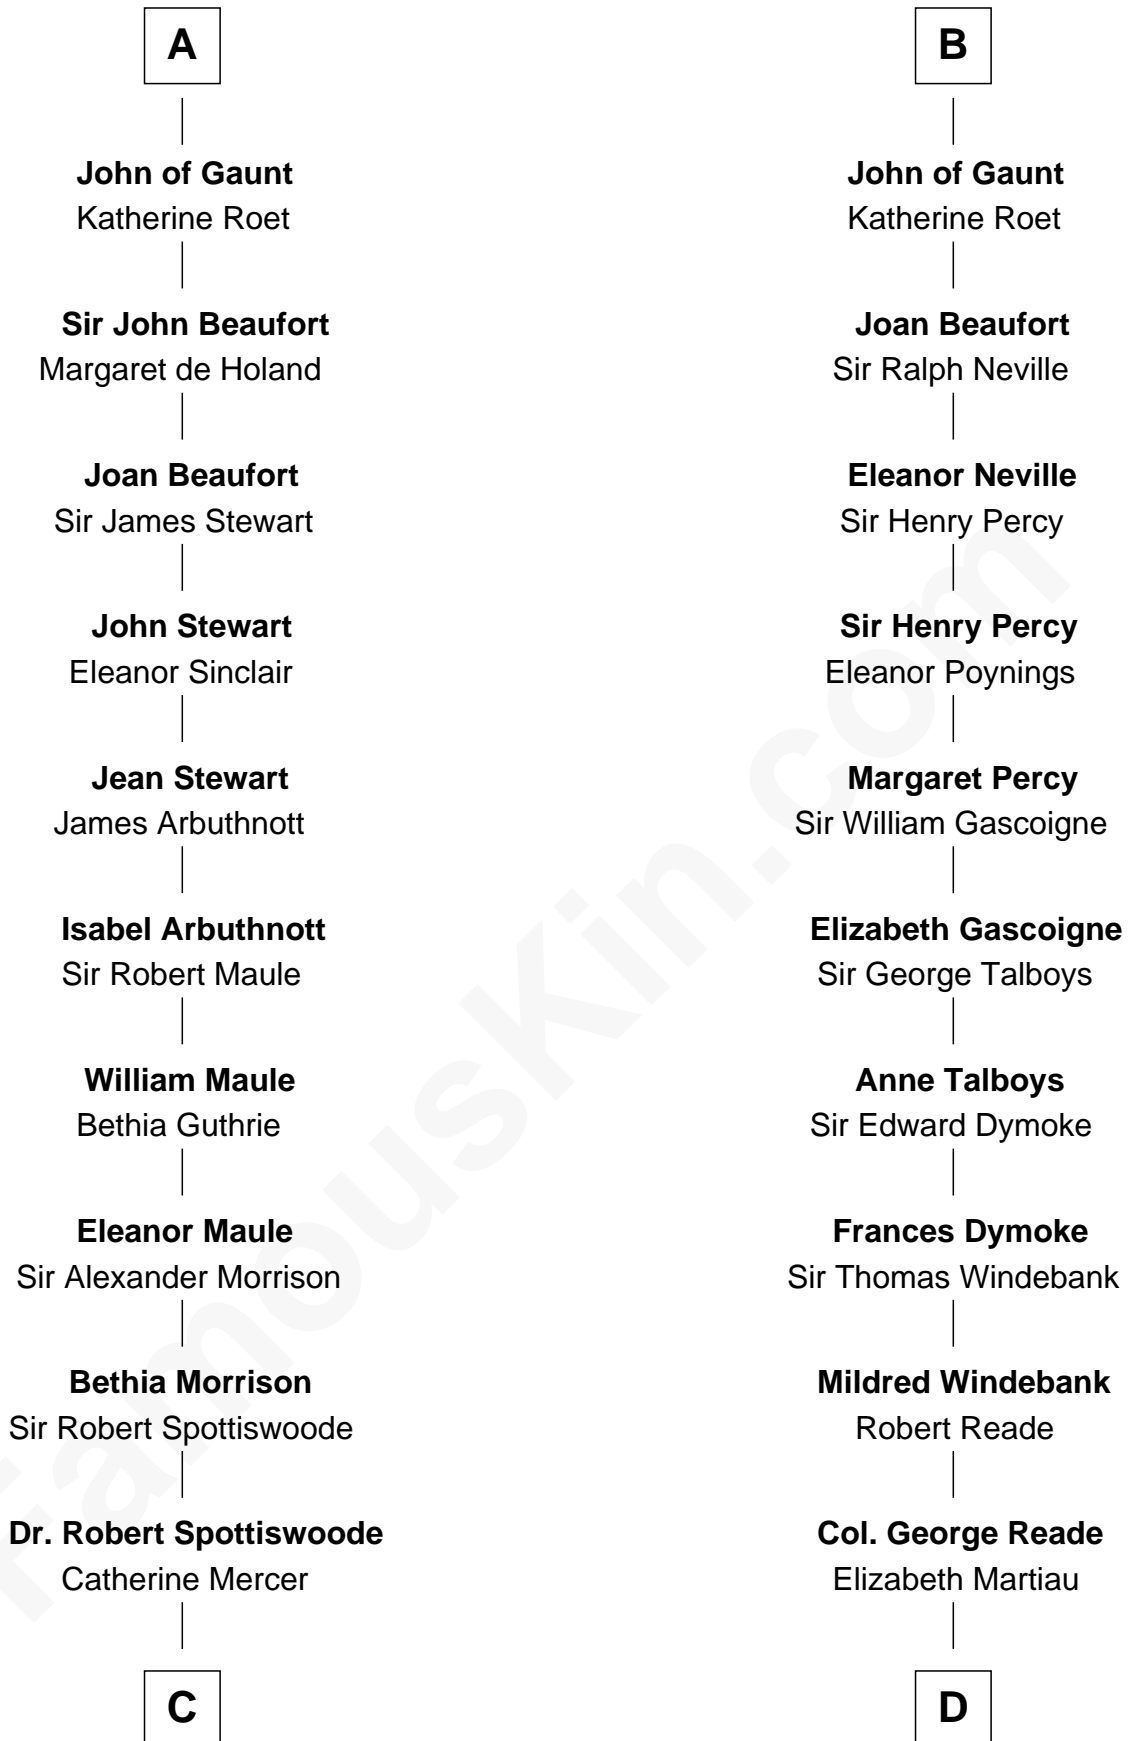 A
John of Gaunt
Katherine Roet
Sir John Beaufort
Margaret de Holand
Joan Beaufort
Sir James Stewart
John Stewart
Eleanor Sinclair
Jean Stewart
James Arbuthnott
Isabel Arbuthnott
Sir Robert Maule
William Maule
Bethia Guthrie
Eleanor Maule
Sir Alexander Morrison
Bethia Morrison
Sir Robert Spottiswoode
Dr. Robert Spottiswoode
Catherine Mercer
C
B
John of Gaunt
Katherine Roet
Joan Beaufort
Sir Ralph Neville
Eleanor Neville
Sir Henry Percy
Sir Henry Percy
Eleanor Poynings
Margaret Percy
Sir William Gascoigne
Elizabeth Gascoigne
Sir George Talboys
Anne Talboys
Sir Edward Dymoke
Frances Dymoke
Sir Thomas Windebank
Mildred Windebank
Robert Reade
Col. George Reade
Elizabeth Martiau
D
FamousKin.com